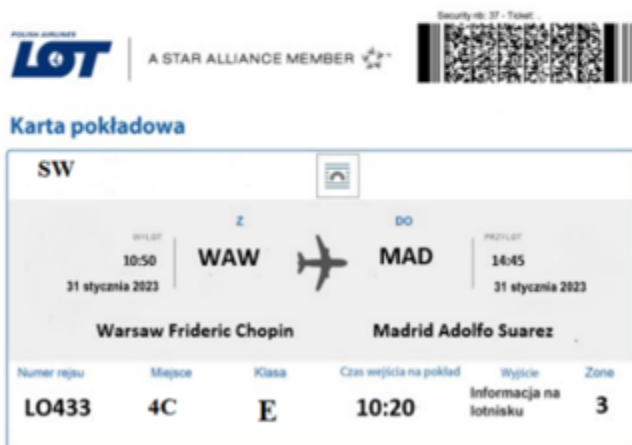 POLISH AIRLINES
LOT
A STAR ALLIANCE MEMBER
Security nb: 37 - Ticket: .
Karta pokładowa
SW
Z
DO
WYLOT
PRZYLOT
10:50
WAW
MAD
14:45
31 stycznia 2023
31 stycznia 2023
Warsaw Frideric Chopin
Madrid Adolfo Suarez
Numer rejsu
Miejsce
Klasa
Czas wejścia na pokład
Wyjście
Zone
LO433
4C
E
10:20
Informacja na
lotnisku
3